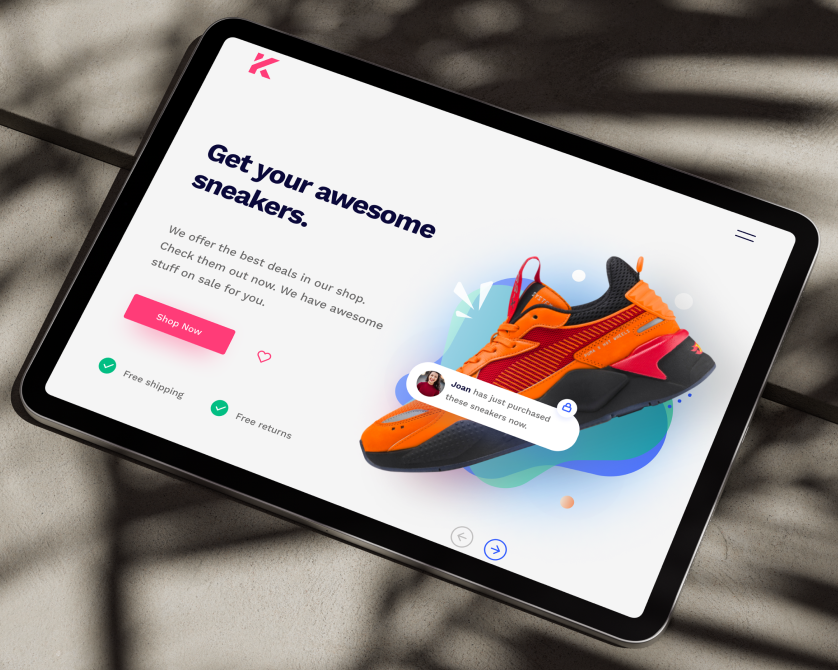 Get your awesome
sneakers.
We offer the best deals in our shop.
Check them out now. We have awesome
stuff on sale for you.
Shop Now
Free shipping
Free returns
Joan has just purchased
these sneakers now.